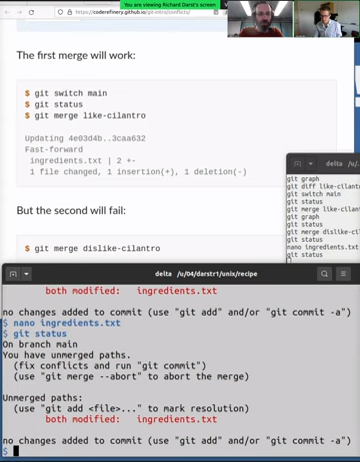 You are viewing Richard Darst's screen
https://coderefinery.github.io/git-intro/conflicts/
The first merge will work:
$ git switch main
$ git status
$ git merge like-cilantro
Updating 4e03d4b..3caa632
Fast-forward
ingredients.txt | 2 +-
1 file changed, 1 insertion(+), 1 deletion(-)
But the second will fail:
$ git merge dislike-cilantro
delta /u/04
git graph
git diff like-cilant
git switch main
git status
git merge like-cilan
git graph
git status
git merge dislike-ci
git status
nano ingredients.txt
git status
delta /u/04/darstr1/unix/recipe
both modified: ingredients.txt
no changes added to commit (use "git add" and/or "git commit -a")
$ nano ingredients.txt
$ git status
On branch main
You have unmerged paths.
(fix conflicts and run "git commit")
(use "git merge --abort" to abort the merge)
Unmerged paths:
(use "git add <file>..." to mark resolution)
both modified: ingredients.txt
no changes added to commit (use "git add" and/or "git commit -a")
$